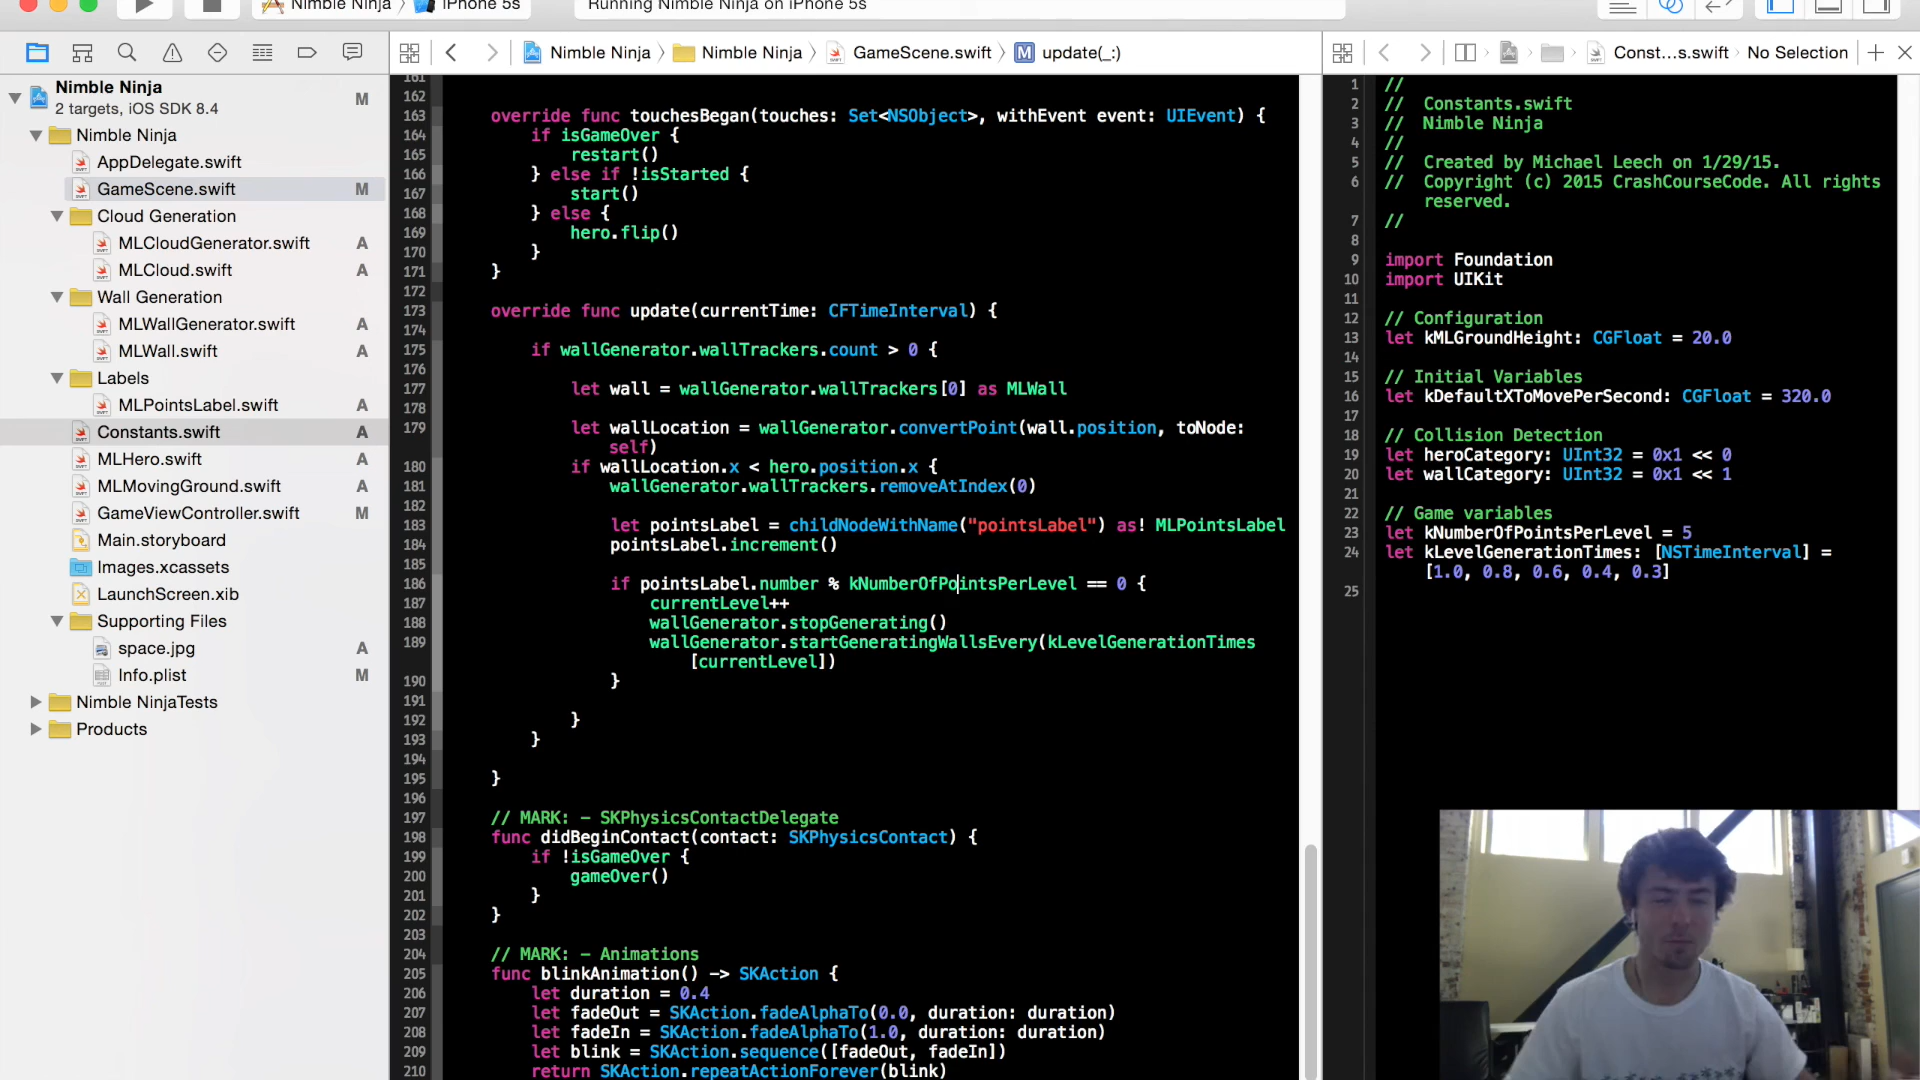 Nimble Ninja
iPhone 5s
Running Nimble Ninja on iPhone 5s
Nimble Ninja
Nimble Ninja
GameScene.swift
M
update(_:)
Const...s.swift
No Selection
Nimble Ninja
2 targets, iOS SDK 8.4
M
Nimble Ninja
AppDelegate.swift
GameScene.swift
M
Cloud Generation
MLCloudGenerator.swift
A
MLCloud.swift
A
Wall Generation
MLWallGenerator.swift
A
MLWall.swift
A
Labels
MLPointsLabel.swift
A
Constants.swift
A
MLHero.swift
A
MLMovingGround.swift
A
GameViewController.swift
M
Main.storyboard
Images.xcassets
LaunchScreen.xib
Supporting Files
space.jpg
A
Info.plist
M
Nimble NinjaTests
Products
161
162
163 override func touchesBegan(touches: Set<NSObject>, withEvent event: UIEvent) {
164 if isGameOver {
165 restart()
166 } else if !isStarted {
167 start()
168 } else {
169 hero.flip()
170 }
171 }
172
173 override func update(currentTime: CFTimeInterval) {
174
175 if wallGenerator.wallTrackers.count > 0 {
176
177 let wall = wallGenerator.wallTrackers[0] as MLWall
178
179 let wallLocation = wallGenerator.convertPoint(wall.position, toNode:
self)
180 if wallLocation.x < hero.position.x {
181 wallGenerator.wallTrackers.removeAtIndex(0)
182
183 let pointsLabel = childNodeWithName("pointsLabel") as! MLPointsLabel
184 pointsLabel.increment()
185
186 if pointsLabel.number % kNumberOfPointsPerLevel == 0 {
187 currentLevel++
188 wallGenerator.stopGenerating()
189 wallGenerator.startGeneratingWallsEvery(kLevelGenerationTimes
[currentLevel])
190 }
191
192 }
193 }
194
195 }
196
197 // MARK: - SKPhysicsContactDelegate
198 func didBeginContact(contact: SKPhysicsContact) {
199 if !isGameOver {
200 gameOver()
201 }
202 }
203
204 // MARK: - Animations
205 func blinkAnimation() -> SKAction {
206 let duration = 0.4
207 let fadeOut = SKAction.fadeAlphaTo(0.0, duration: duration)
208 let fadeIn = SKAction.fadeAlphaTo(1.0, duration: duration)
209 let blink = SKAction.sequence([fadeOut, fadeIn])
210 return SKAction.repeatActionForever(blink)
1 //
2 // Constants.swift
3 // Nimble Ninja
4 //
5 // Created by Michael Leech on 1/29/15.
6 // Copyright (c) 2015 CrashCourseCode. All rights
reserved.
7 //
8
9 import Foundation
10 import UIKit
11
12 // Configuration
13 let kMLGroundHeight: CGFloat = 20.0
14
15 // Initial Variables
16 let kDefaultXToMovePerSecond: CGFloat = 320.0
17
18 // Collision Detection
19 let heroCategory: UInt32 = 0x1 << 0
20 let wallCategory: UInt32 = 0x1 << 1
21
22 // Game variables
23 let kNumberOfPointsPerLevel = 5
24 let kLevelGenerationTimes: [NSTimeInterval] =
[1.0, 0.8, 0.6, 0.4, 0.3]
25